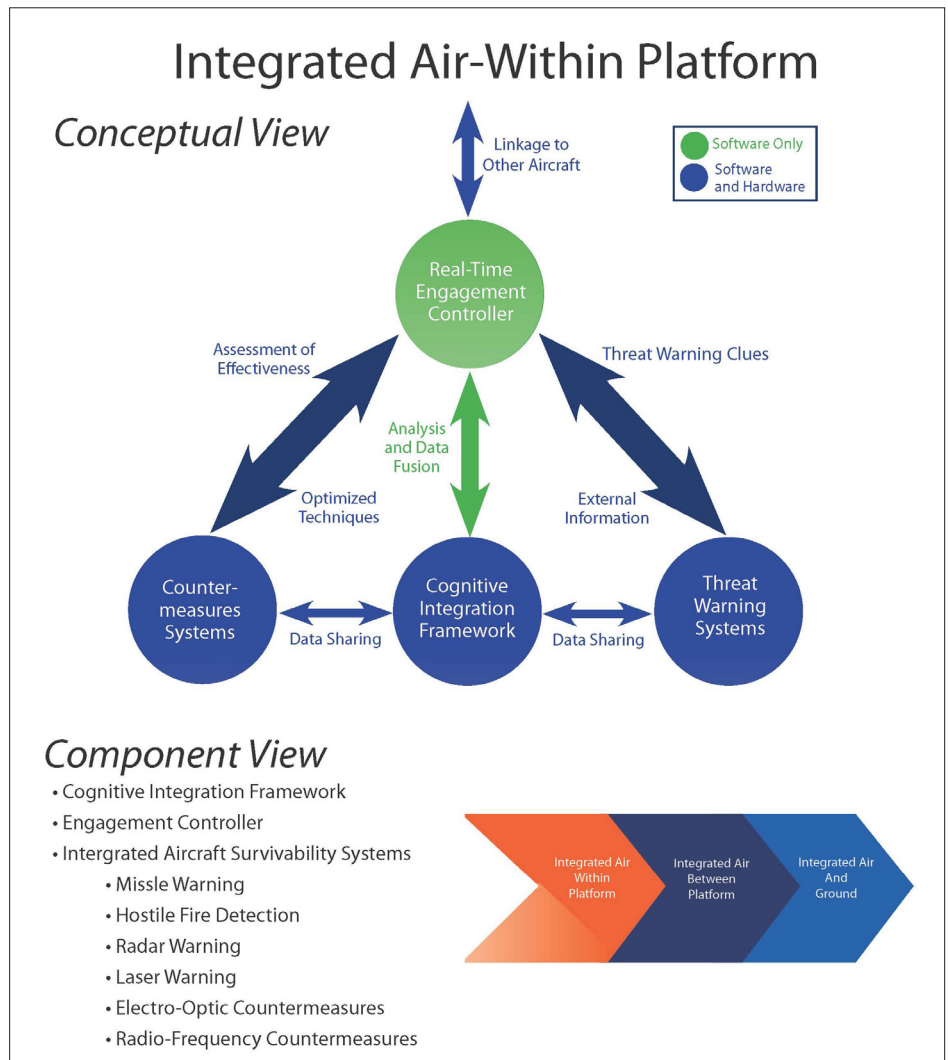 Integrated Air-Within Platform
Conceptual View
Linkage to
Other Aircraft
Software Only
Software
and Hardware
Real-Time
Engagement
Controller
Assessment of
Effectiveness
Threat Warning Clues
Analysis
and Data
Fusion
Optimized
Techniques
External
Information
Counter-
measures
Systems
Cognitive
Integration
Framework
Threat
Warning
Systems
Data Sharing
Data Sharing
Component View
• Cognitive Integration Framework
• Engagement Controller
• Intergrated Aircraft Survivability Systems
• Missle Warning
• Hostile Fire Detection
• Radar Warning
• Laser Warning
• Electro-Optic Countermeasures
• Radio-Frequency Countermeasures
Integrated Air
Within
Platform
Integrated Air
Between
Platform
Integrated Air
And
Ground